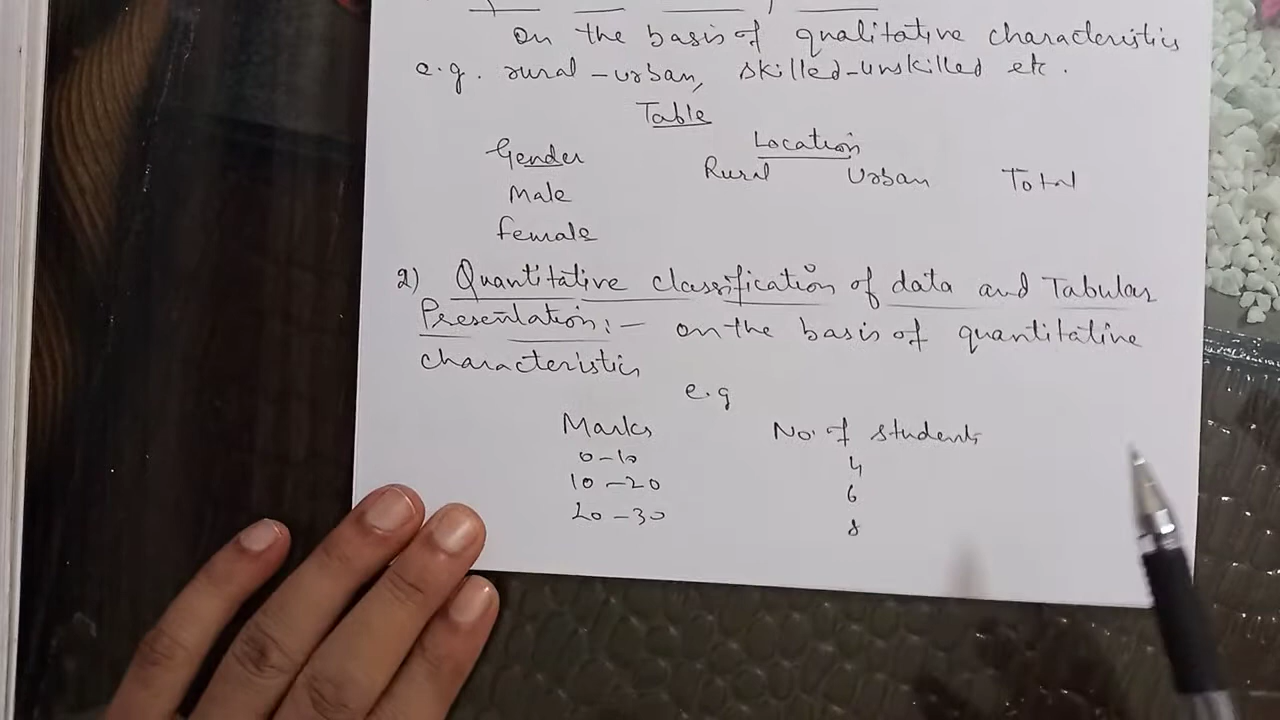 on the basis of qualitative characteristics
e.g. rural-urban, skilled-unskilled etc.
Table
Gender Location
Rural Urban Total
Male
female
2) Quantitative classification of data and Tabular
Presentation:- on the basis of quantitative
characteristic
e.g
Marks No. of students
0-10 4
10-20 6
20-30 8